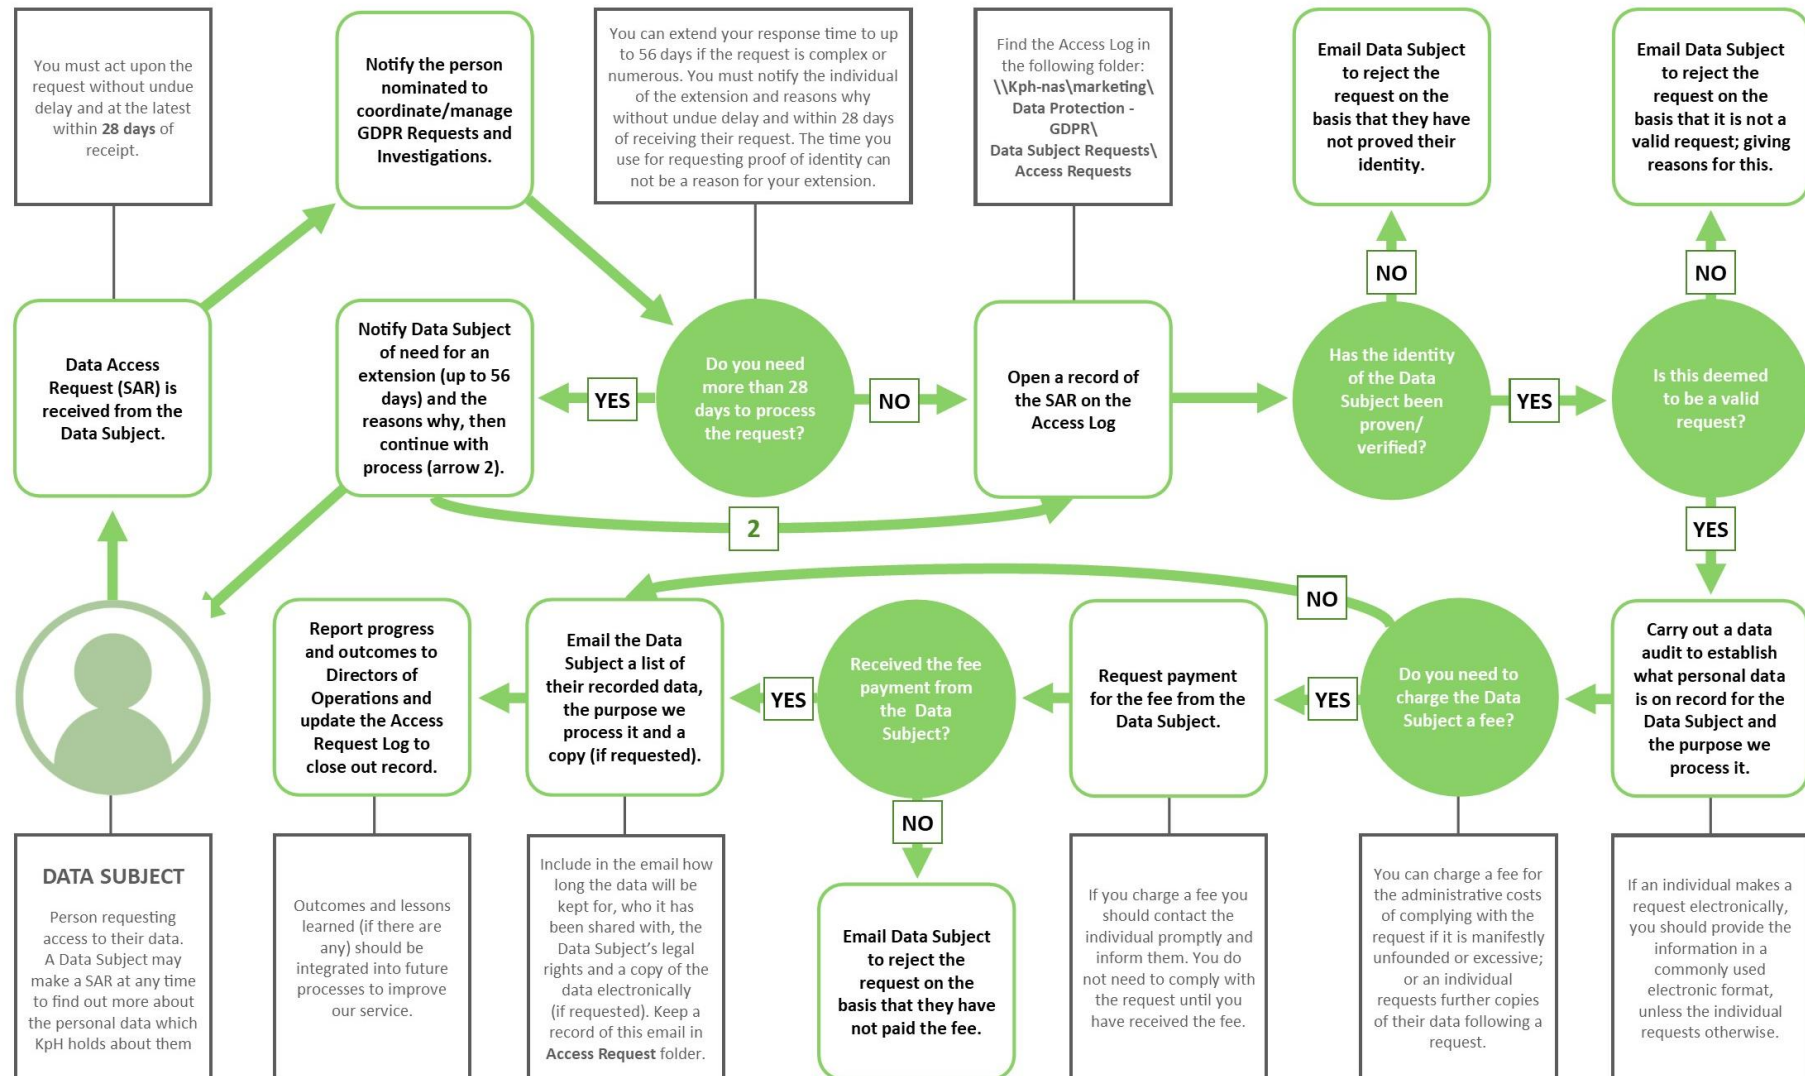 You must act upon the
request without undue
delay and at the latest
within 28 days of
receipt.
Notify the person
nominated to
coordinate/manage
GDPR Requests and
Investigations.
You can extend your response time to up
to 56 days if the request is complex or
numerous. You must notify the individual
of the extension and reasons why
without undue delay and within 28 days
of receiving their request. The time you
use for requesting proof of identity can
not be a reason for your extension.
Find the Access Log in
the following folder:
\\Kph-nas\marketing\
Data Protection -
GDPR\
Data Subject Requests\
Access Requests
Email Data Subject
to reject the
request on the
basis that they have
not proved their
identity.
Email Data Subject
to reject the
request on the
basis that it is not a
valid request; giving
reasons for this.
NO
NO
Data Access
Request (SAR) is
received from the
Data Subject.
Notify Data Subject
of need for an
extension (up to 56
days) and the
reasons why, then
continue with
process (arrow 2).
YES
Do you need
more than 28
days to process
the request?
NO
Open a record of
the SAR on the
Access Log
Has the identity
of the Data
Subject been
proven/
verified?
YES
Is this deemed
to be a valid
request?
2
YES
NO
Report progress
and outcomes to
Directors of
Operations and
update the Access
Request Log to
close out record.
Email the Data
Subject a list of
their recorded data,
the purpose we
process it and a
copy (if requested).
YES
Received the fee
payment from
the Data
Subject?
Request payment
for the fee from the
Data Subject.
YES
Do you need to
charge the Data
Subject a fee?
Carry out a data
audit to establish
what personal data
is on record for the
Data Subject and
the purpose we
process it.
NO
DATA SUBJECT
Person requesting
access to their data.
A Data Subject may
make a SAR at any time
to find out more about
the personal data which
KpH holds about them
Outcomes and lessons
learned (if there are
any) should be
integrated into future
processes to improve
our service.
Include in the email how
long the data will be
kept for, who it has
been shared with, the
Data Subject's legal
rights and a copy of the
data electronically
(if requested). Keep a
record of this email in
Access Request folder.
Email Data Subject
to reject the
request on the
basis that they have
not paid the fee.
If you charge a fee you
should contact the
individual promptly and
inform them. You do
not need to comply with
the request until you
have received the fee.
You can charge a fee for
the administrative costs
of complying with the
request if it is manifestly
unfounded or excessive;
or an individual
requests further copies
of their data following a
request.
If an individual makes a
request electronically,
you should provide the
information in a
commonly used
electronic format,
unless the individual
requests otherwise.